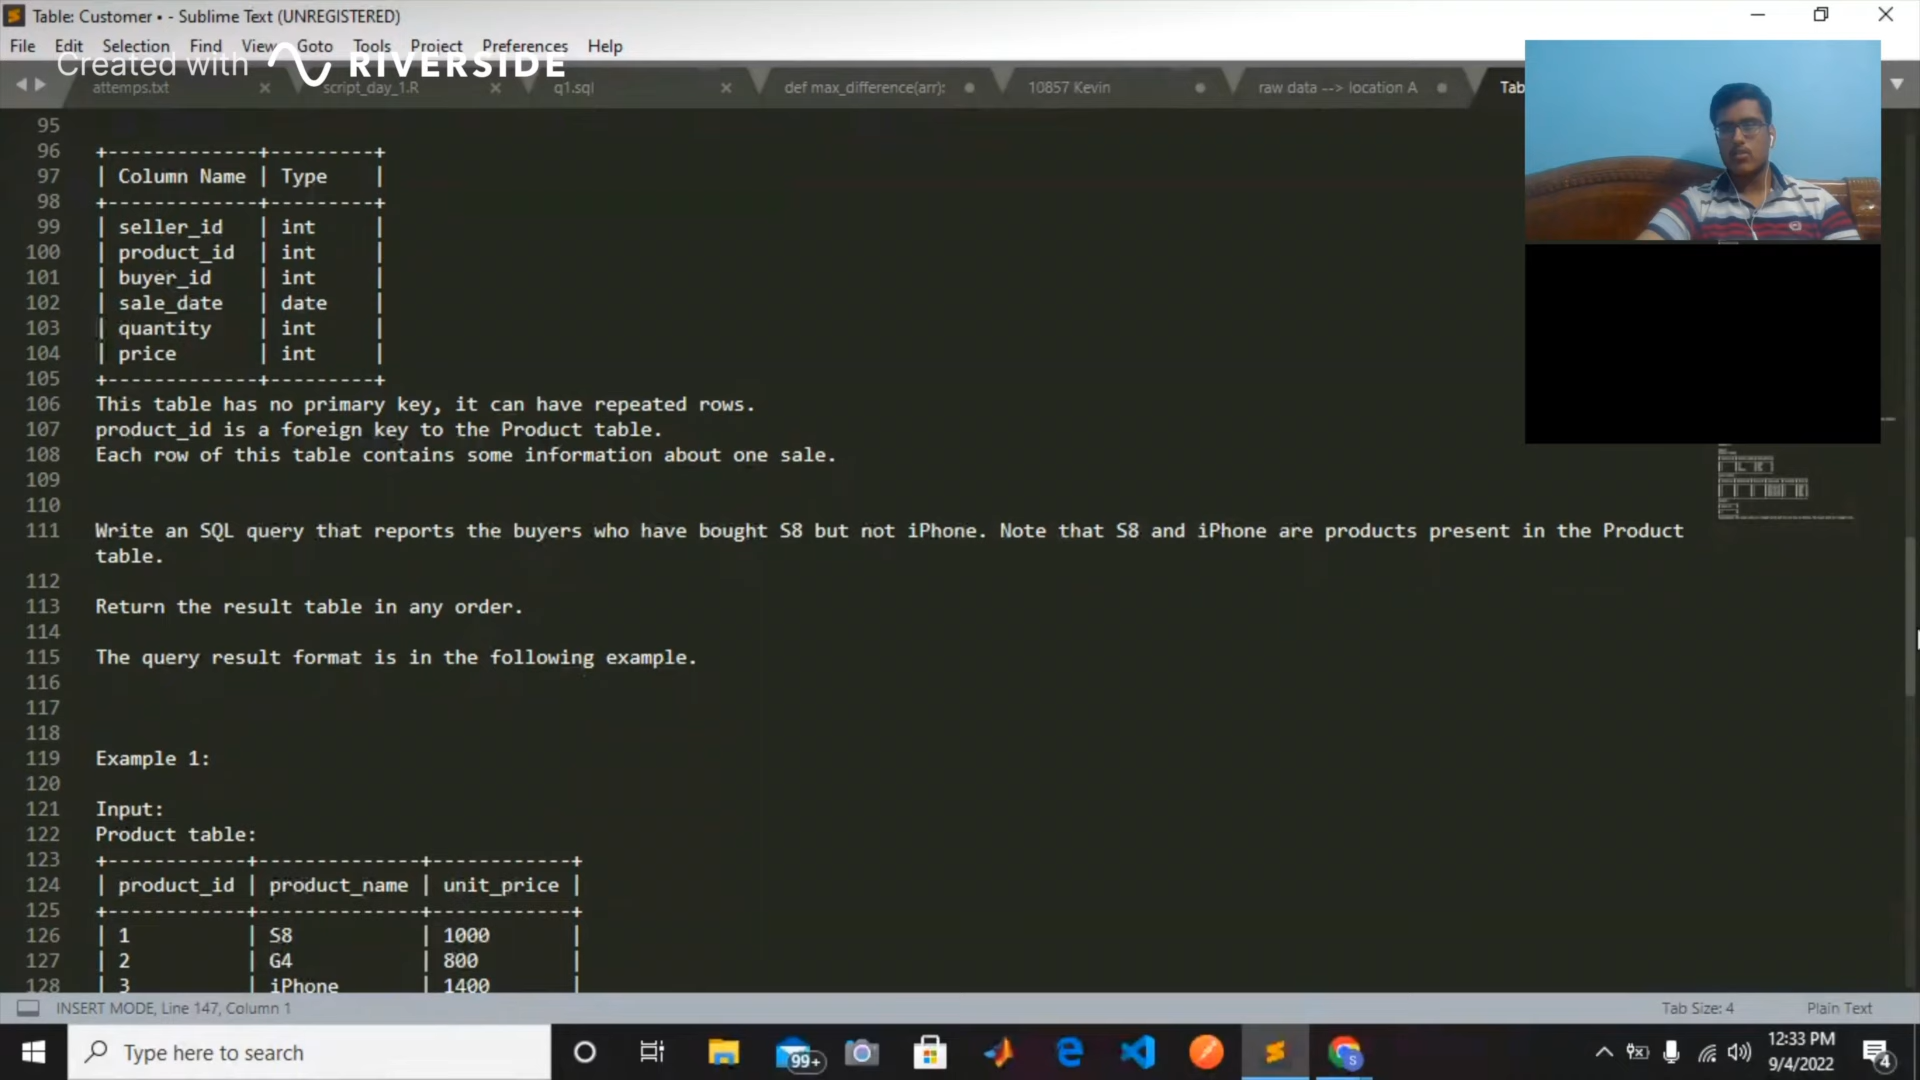 Table: Customer • - Sublime Text (UNREGISTERED)
File Edit Selection Find View Goto Tools Project Preferences Help
Created with RIVERSIDE
attemps.txt script_day_1.R q1.sql def max_difference(arr): 10857 Kevin raw data --> location A Tab
95
96 +-------------+---------+
97 | Column Name | Type    |
98 +-------------+---------+
99 | seller_id   | int     |
100 | product_id  | int     |
101 | buyer_id    | int     |
102 | sale_date   | date    |
103 | quantity    | int     |
104 | price       | int     |
105 +-------------+---------+
106 This table has no primary key, it can have repeated rows.
107 product_id is a foreign key to the Product table.
108 Each row of this table contains some information about one sale.
109
110
111 Write an SQL query that reports the buyers who have bought S8 but not iPhone. Note that S8 and iPhone are products present in the Product
table.
112
113 Return the result table in any order.
114
115 The query result format is in the following example.
116
117
118
119 Example 1:
120
121 Input:
122 Product table:
123 +------------+--------------+------------+
124 | product_id | product_name | unit_price |
125 +------------+--------------+------------+
126 | 1          | S8           | 1000       |
127 | 2          | G4           | 800        |
128 | 3          | iPhone       | 1400       |
INSERT MODE, Line 147, Column 1 Tab Size: 4 Plain Text
Type here to search
99+
S
12:33 PM
9/4/2022
4